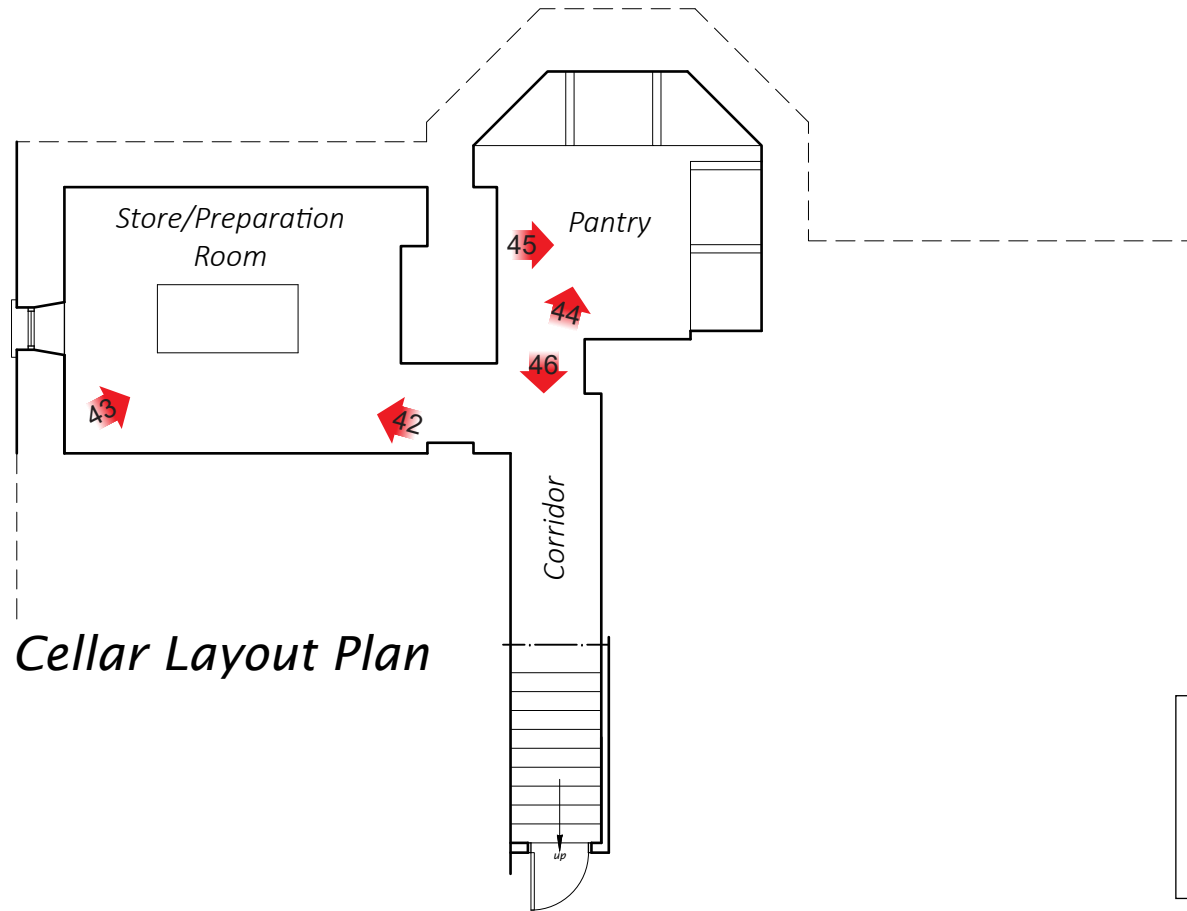 Store/Preparation
Room
Pantry
45
44
46
43
42
Corridor
Cellar Layout Plan
up